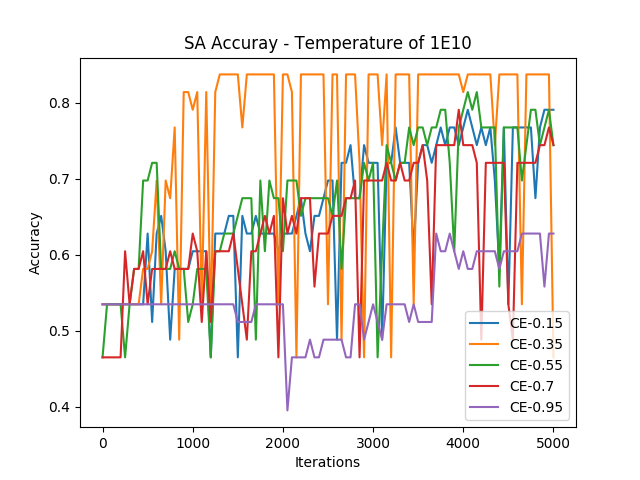 SA Accuray - Temperature of 1E10
Accuracy
0.8
0.7
0.6
0.5
0.4
0
1000
2000
3000
4000
5000
Iterations
CE-0.15
CE-0.35
CE-0.55
CE-0.7
CE-0.95